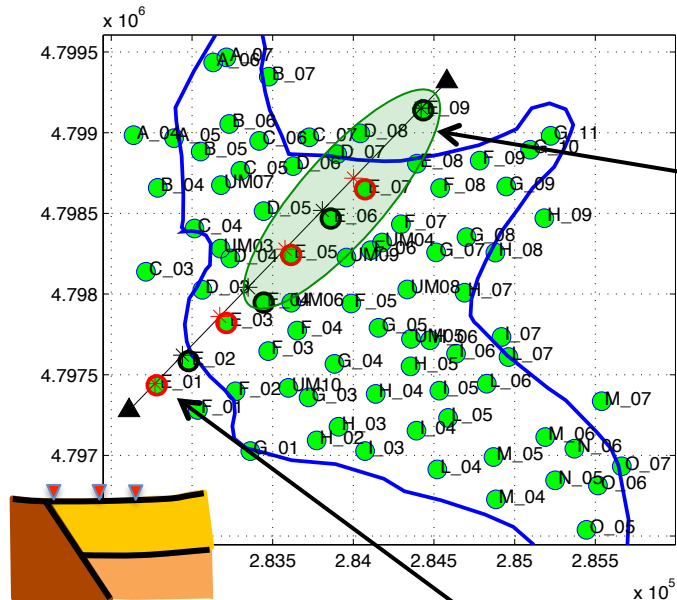 x 10^6
4.7995
4.799
4.7985
4.798
4.7975
4.797
2.835
2.84
2.845
2.85
2.855
x 10^5
A_07
A_06
B_07
B_06
A_04
A_05
C_06
C_07
D_08
E_09
G_11
B_05
D_07
G_10
C_05
D_06
E_08
F_09
B_04
UM07
E_07
F_08
G_09
D_05
E_06
F_07
H_09
C_04
UM03
D_04
E_05
UM09
E_06
UM04
G_07
G_08
H_08
C_03
D_03
E_04
UM06
F_05
UM08
H_07
E_03
F_04
G_05
UM05
H_06
I_06
I_07
E_02
F_03
G_04
H_05
L_07
E_01
F_02
UM10
G_03
H_04
I_05
L_06
M_07
F_01
H_03
I_04
L_05
G_01
H_02
I_03
M_06
N_06
L_04
M_05
O_07
M_04
N_05
O_06
O_05